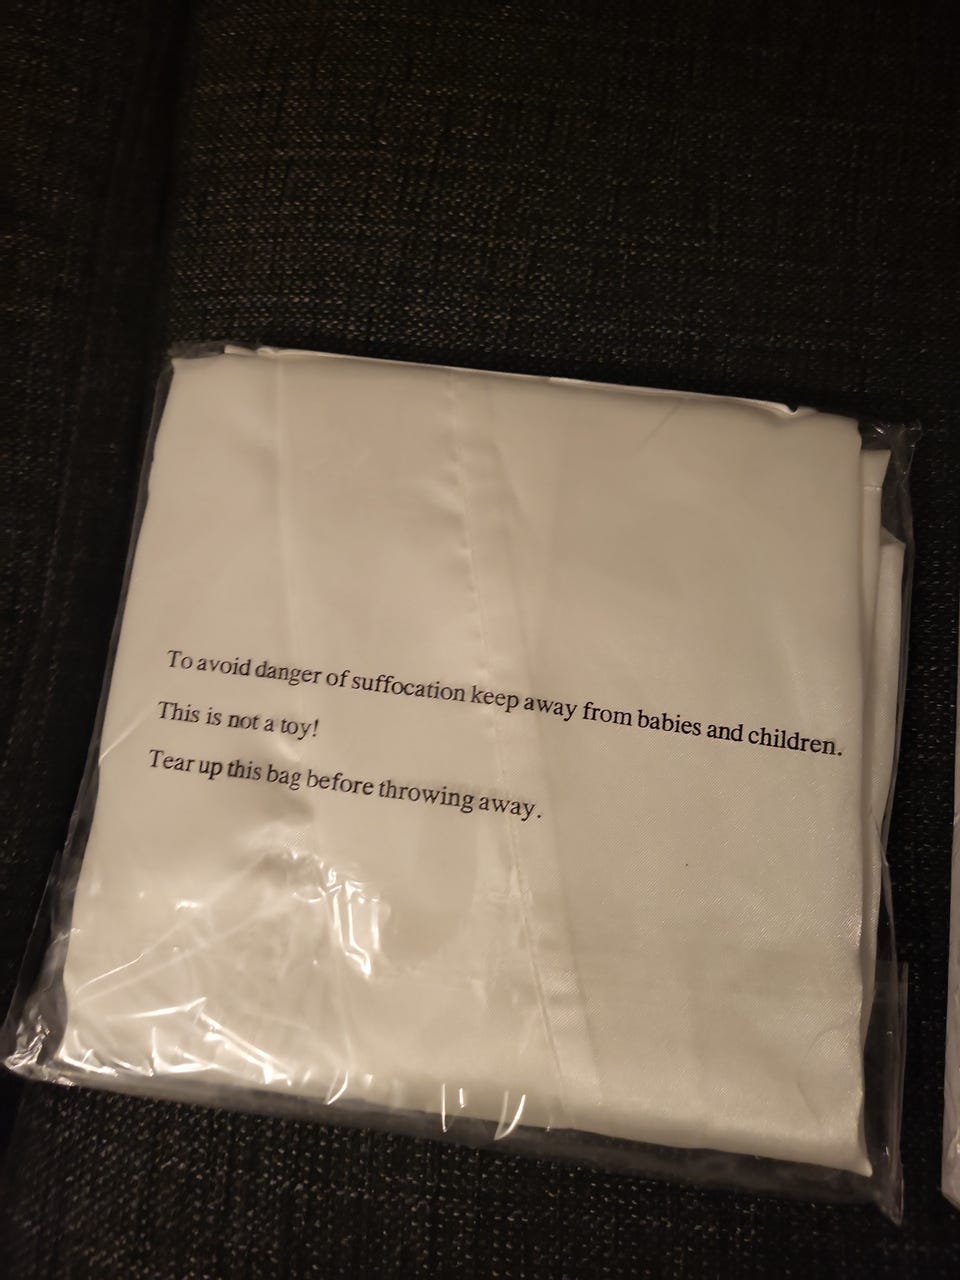 To avoid danger of suffocation keep away from babies and children.
This is not a toy!
Tear up this bag before throwing away.